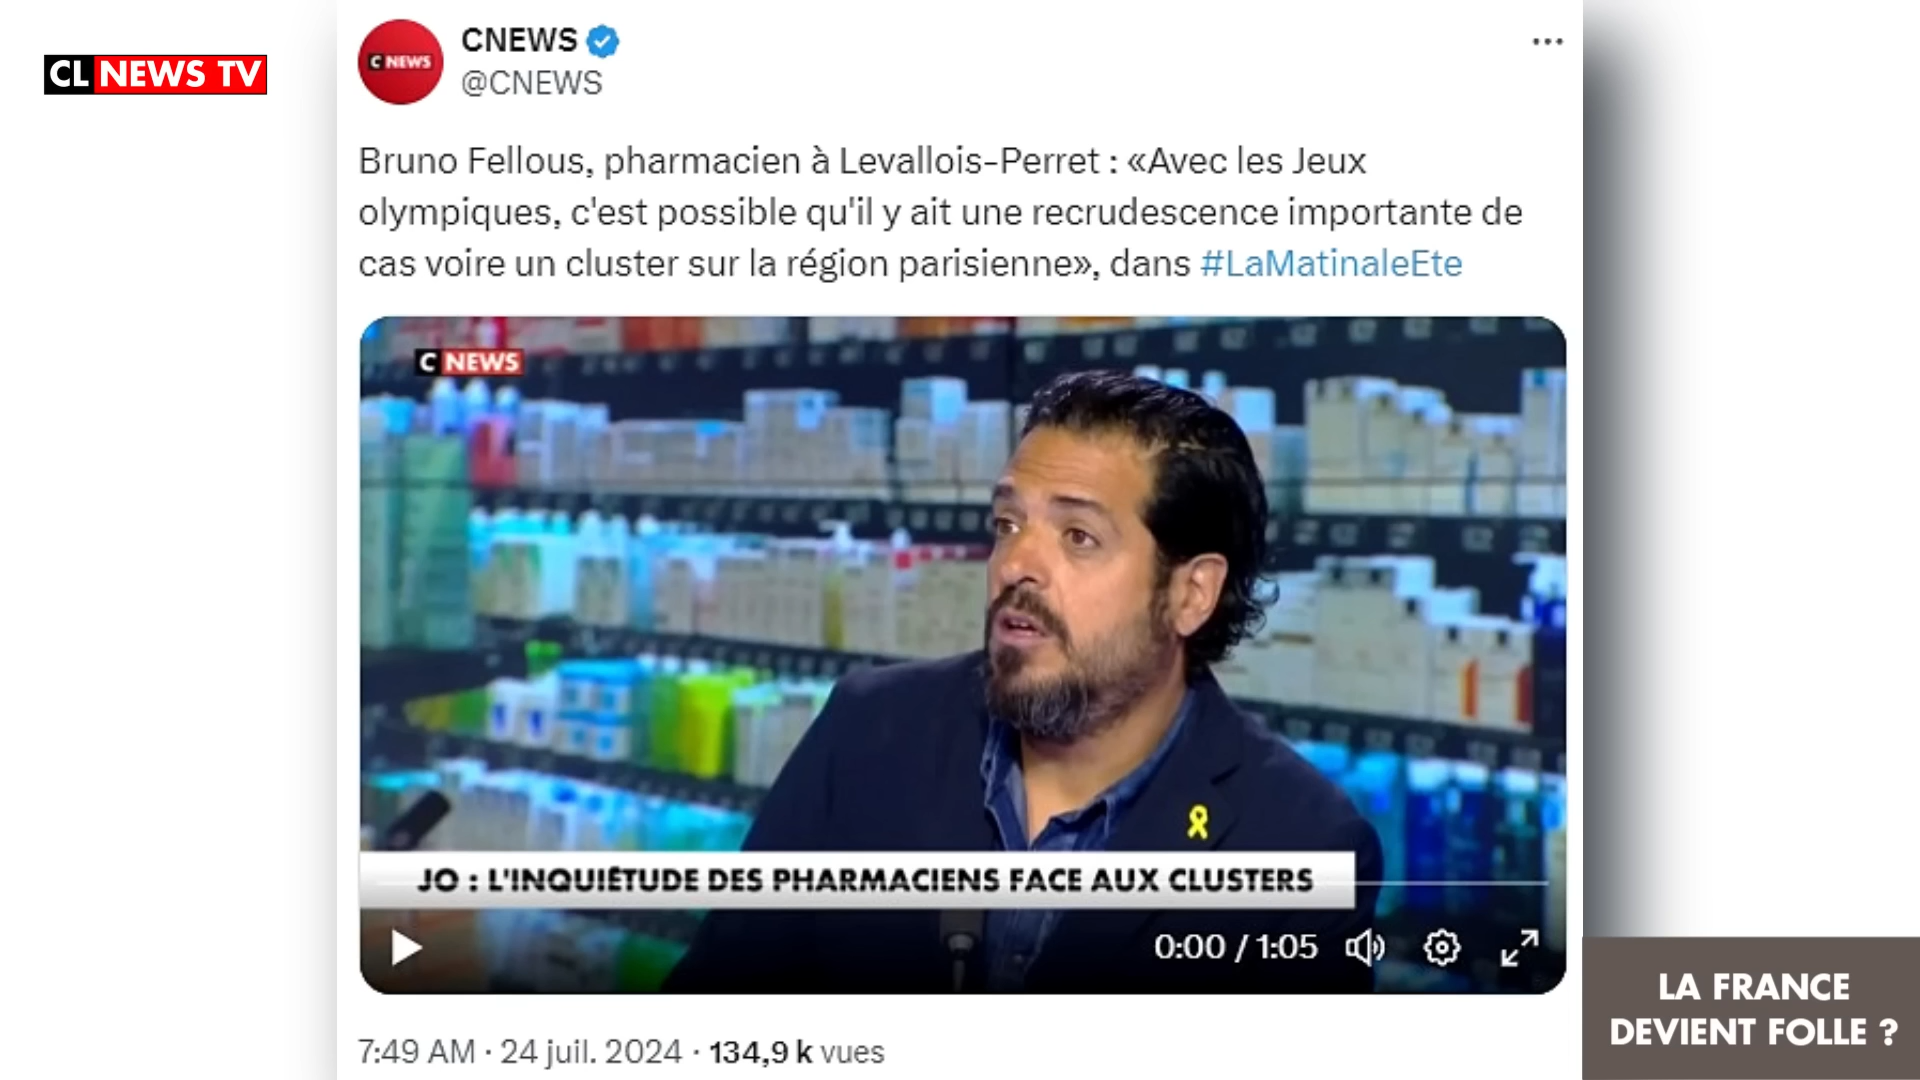 CL NEWS TV
C NEWS
CNEWS
@CNEWS
Bruno Fellous, pharmacien à Levallois-Perret : «Avec les Jeux
olympiques, c'est possible qu'il y ait une recrudescence importante de
cas voire un cluster sur la région parisienne», dans #LaMatinaleEte
C NEWS
JO : L'INQUIÉTUDE DES PHARMACIENS FACE AUX CLUSTERS
0:00 / 1:05
7:49 AM · 24 juil. 2024 · 134,9 k vues
LA FRANCE
DEVIENT FOLLE ?